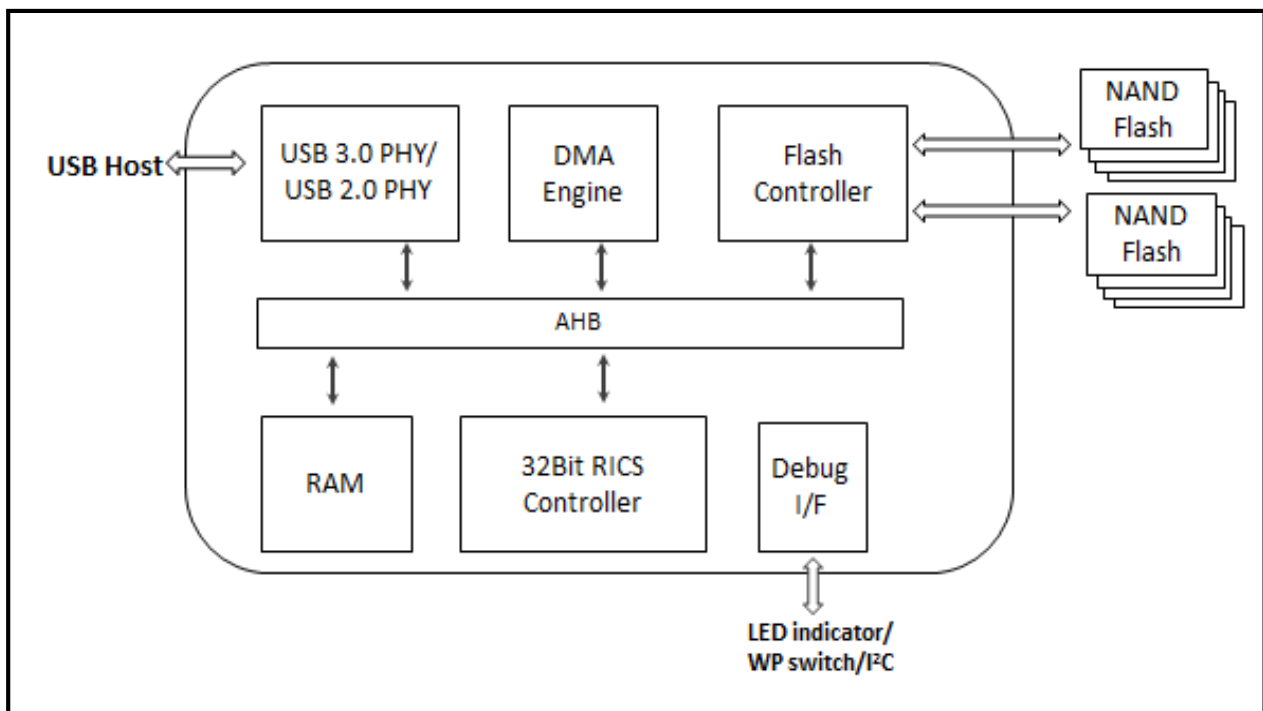 USB Host
USB 3.0 PHY/
USB 2.0 PHY
DMA
Engine
Flash
Controller
NAND
Flash
NAND
Flash
AHB
RAM
32Bit RICS
Controller
Debug
I/F
LED indicator/
WP switch/I²C